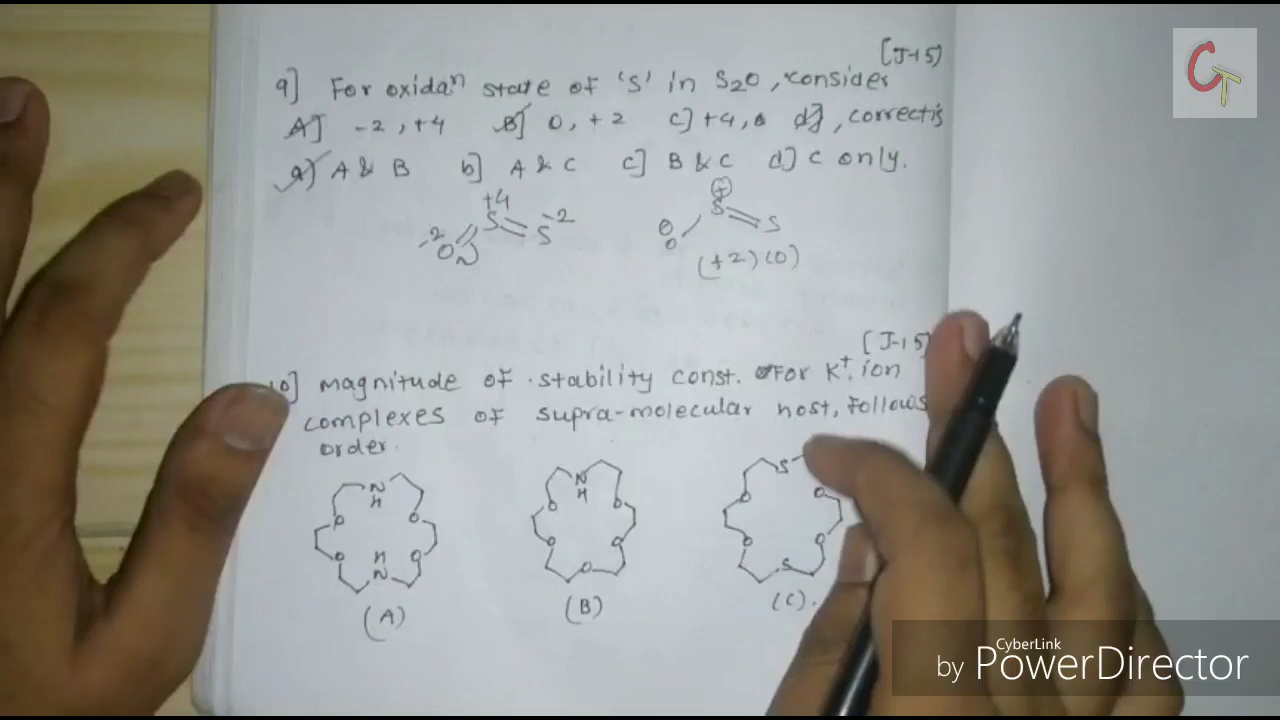 [J-15]
9] For oxidaⁿ state of 's' in S₂O, consider
A] -2, +4 B] 0, +2 c] +4, 0 d], correct is
a) A & B b] A & C c] B & C d] C only.
+4
-2 O S S -2
+
O S S
(+2) (0)
[J-15]
10] magnitude of stability const. For K⁺ ion
complexes of supra-molecular host, follows
order.
N H O O O O H N
(A)
N H O O O O O
(B)
S O O O O S
(C).
CT
CyberLink
by PowerDirector